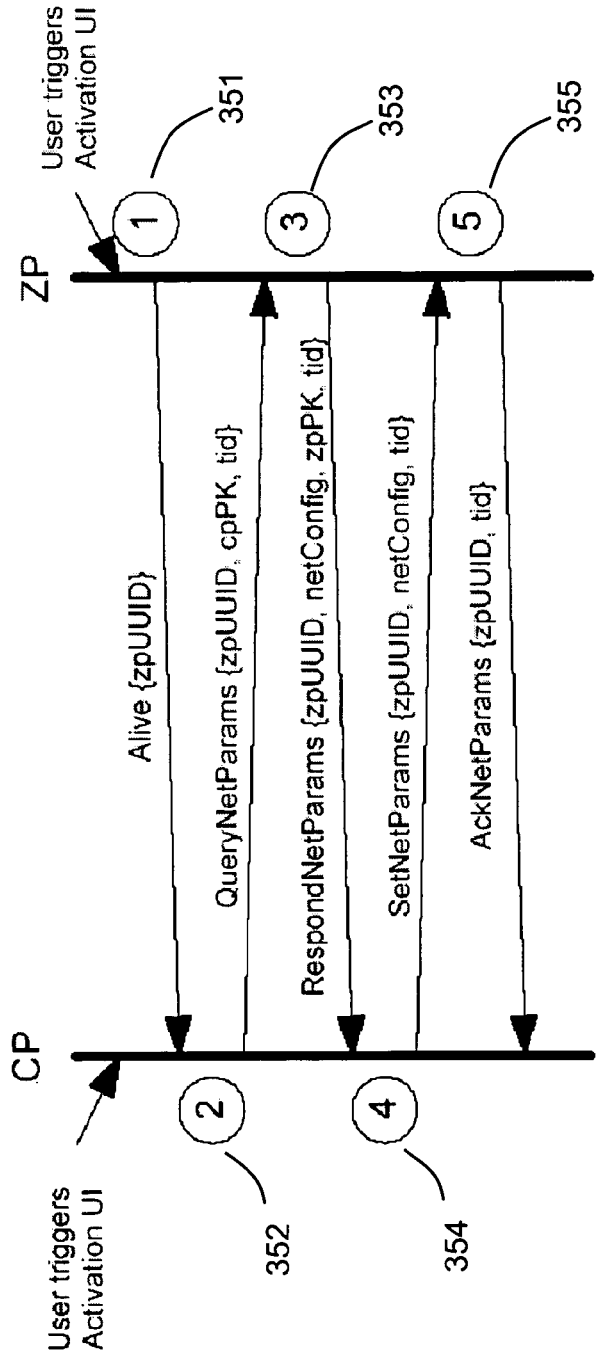 User triggers
Activation UI
CP
ZP
User triggers
Activation UI
Alive {zpUUID}
1
351
352
2
QueryNetParams {zpUUID, cpPK, tid}
RespondNetParams {zpUUID, netConfig, zpPK, tid}
3
353
354
4
SetNetParams {zpUUID, netConfig, tid}
AckNetParams {zpUUID, tid}
5
355